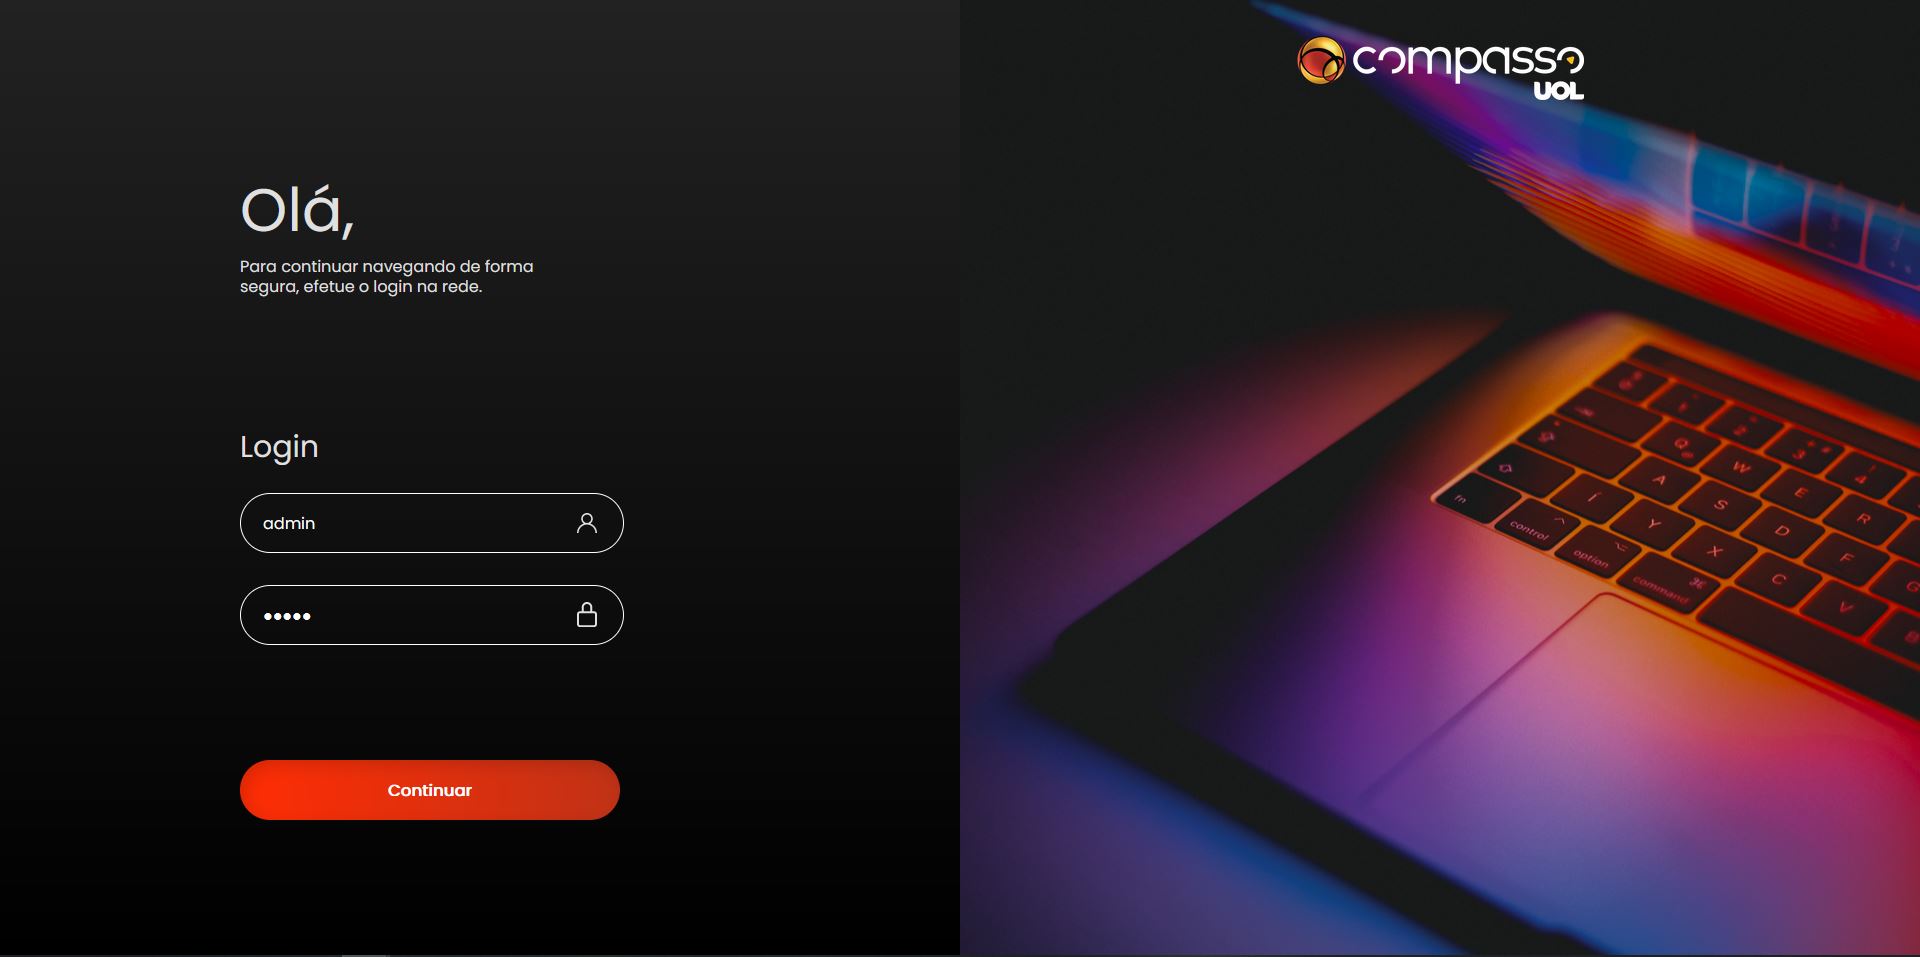 Olá,
Para continuar navegando de forma
segura, efetue o login na rede.
Login
admin
•••••
Continuar
compasso
UOL
Q W E R
A S D F G
Í Y X C V B
fn control option command